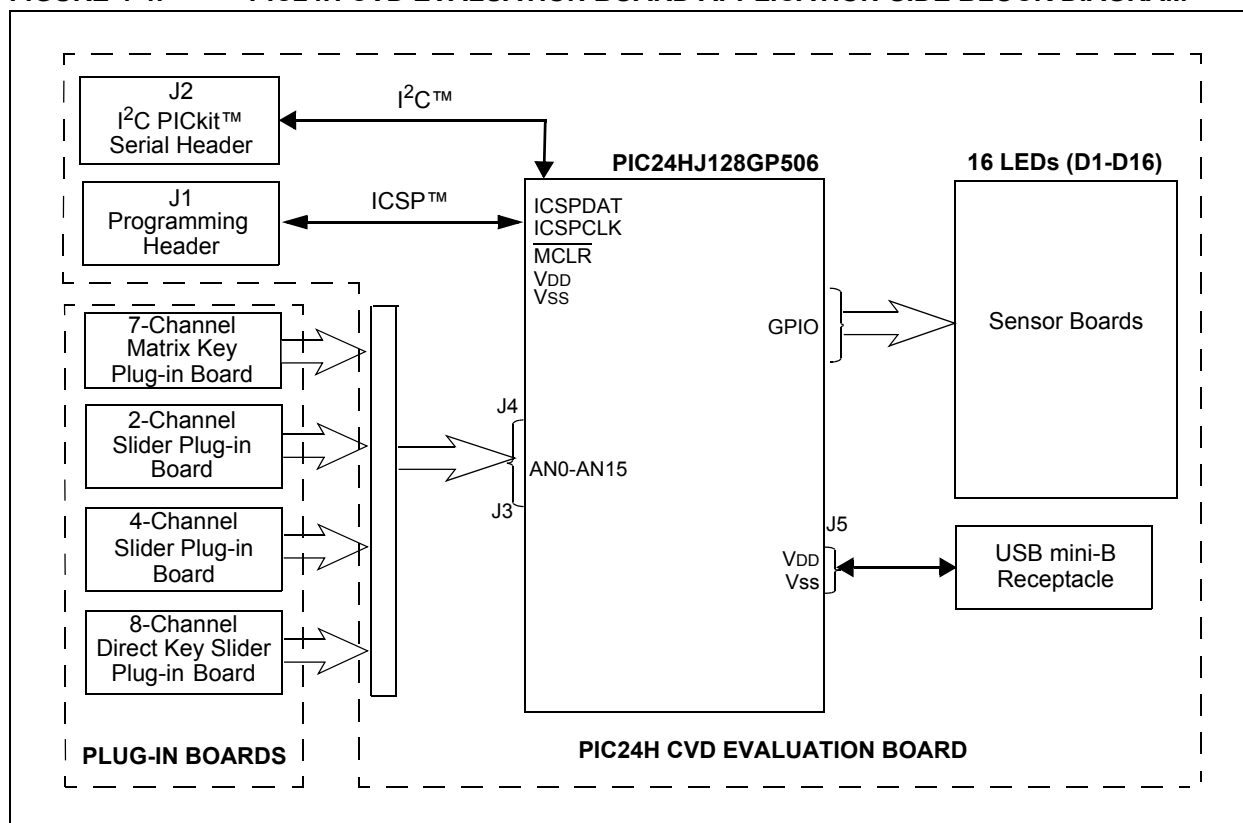 J2
I²C PICkit™
Serial Header
I²C™
J1
Programming
Header
ICSP™
PIC24HJ128GP506
16 LEDs (D1-D16)
ICSPDAT
ICSPCLK
MCLR
VDD
VSS
7-Channel
Matrix Key
Plug-in Board
2-Channel
Slider Plug-in
Board
4-Channel
Slider Plug-in
Board
8-Channel
Direct Key Slider
Plug-in Board
PLUG-IN BOARDS
J4
AN0-AN15
J3
GPIO
Sensor Boards
J5
VDD
Vss
USB mini-B
Receptacle
PIC24H CVD EVALUATION BOARD